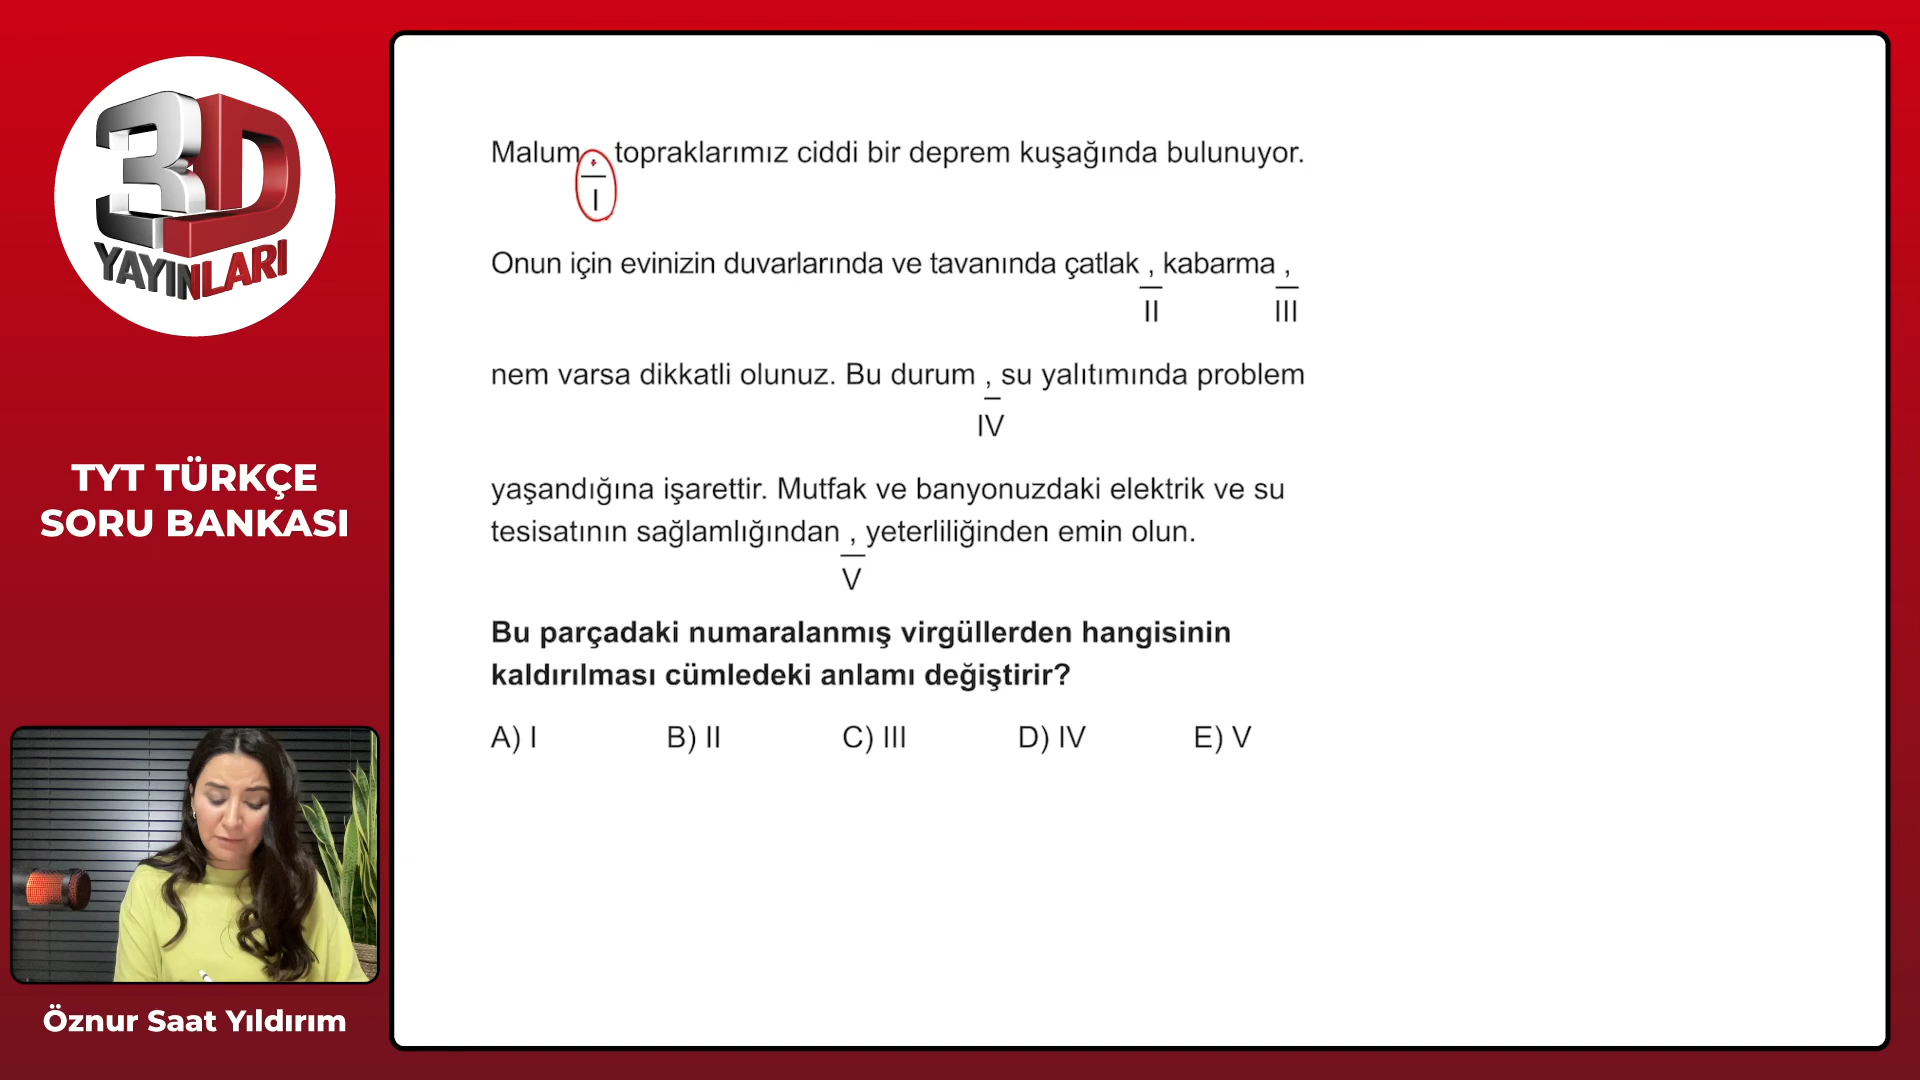 3D
YAYINLARI
TYT TÜRKÇE
SORU BANKASI
Öznur Saat Yıldırım
Malum , topraklarımız ciddi bir deprem kuşağında bulunuyor.
I
Onun için evinizin duvarlarında ve tavanında çatlak , kabarma ,
II III
nem varsa dikkatli olunuz. Bu durum , su yalıtımında problem
IV
yaşandığına işarettir. Mutfak ve banyonuzdaki elektrik ve su
tesisatının sağlamlığından , yeterliliğinden emin olun.
V
Bu parçadaki numaralanmış virgüllerden hangisinin
kaldırılması cümledeki anlamı değiştirir?
A) I B) II C) III D) IV E) V